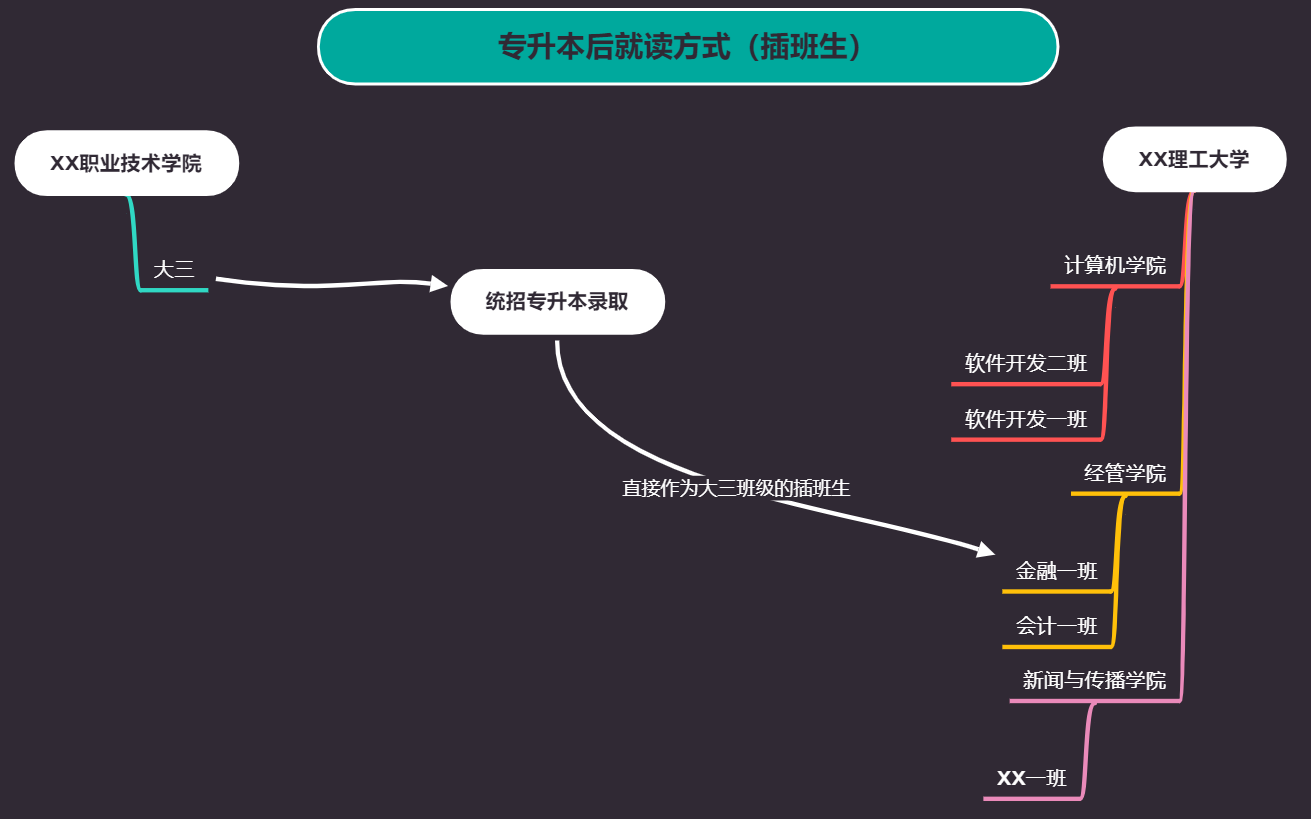 专升本后就读方式（插班生）
XX职业技术学院
大三
统招专升本录取
直接作为大三班级的插班生
XX理工大学
计算机学院
软件开发二班
软件开发一班
经管学院
金融一班
会计一班
新闻与传播学院
XX一班